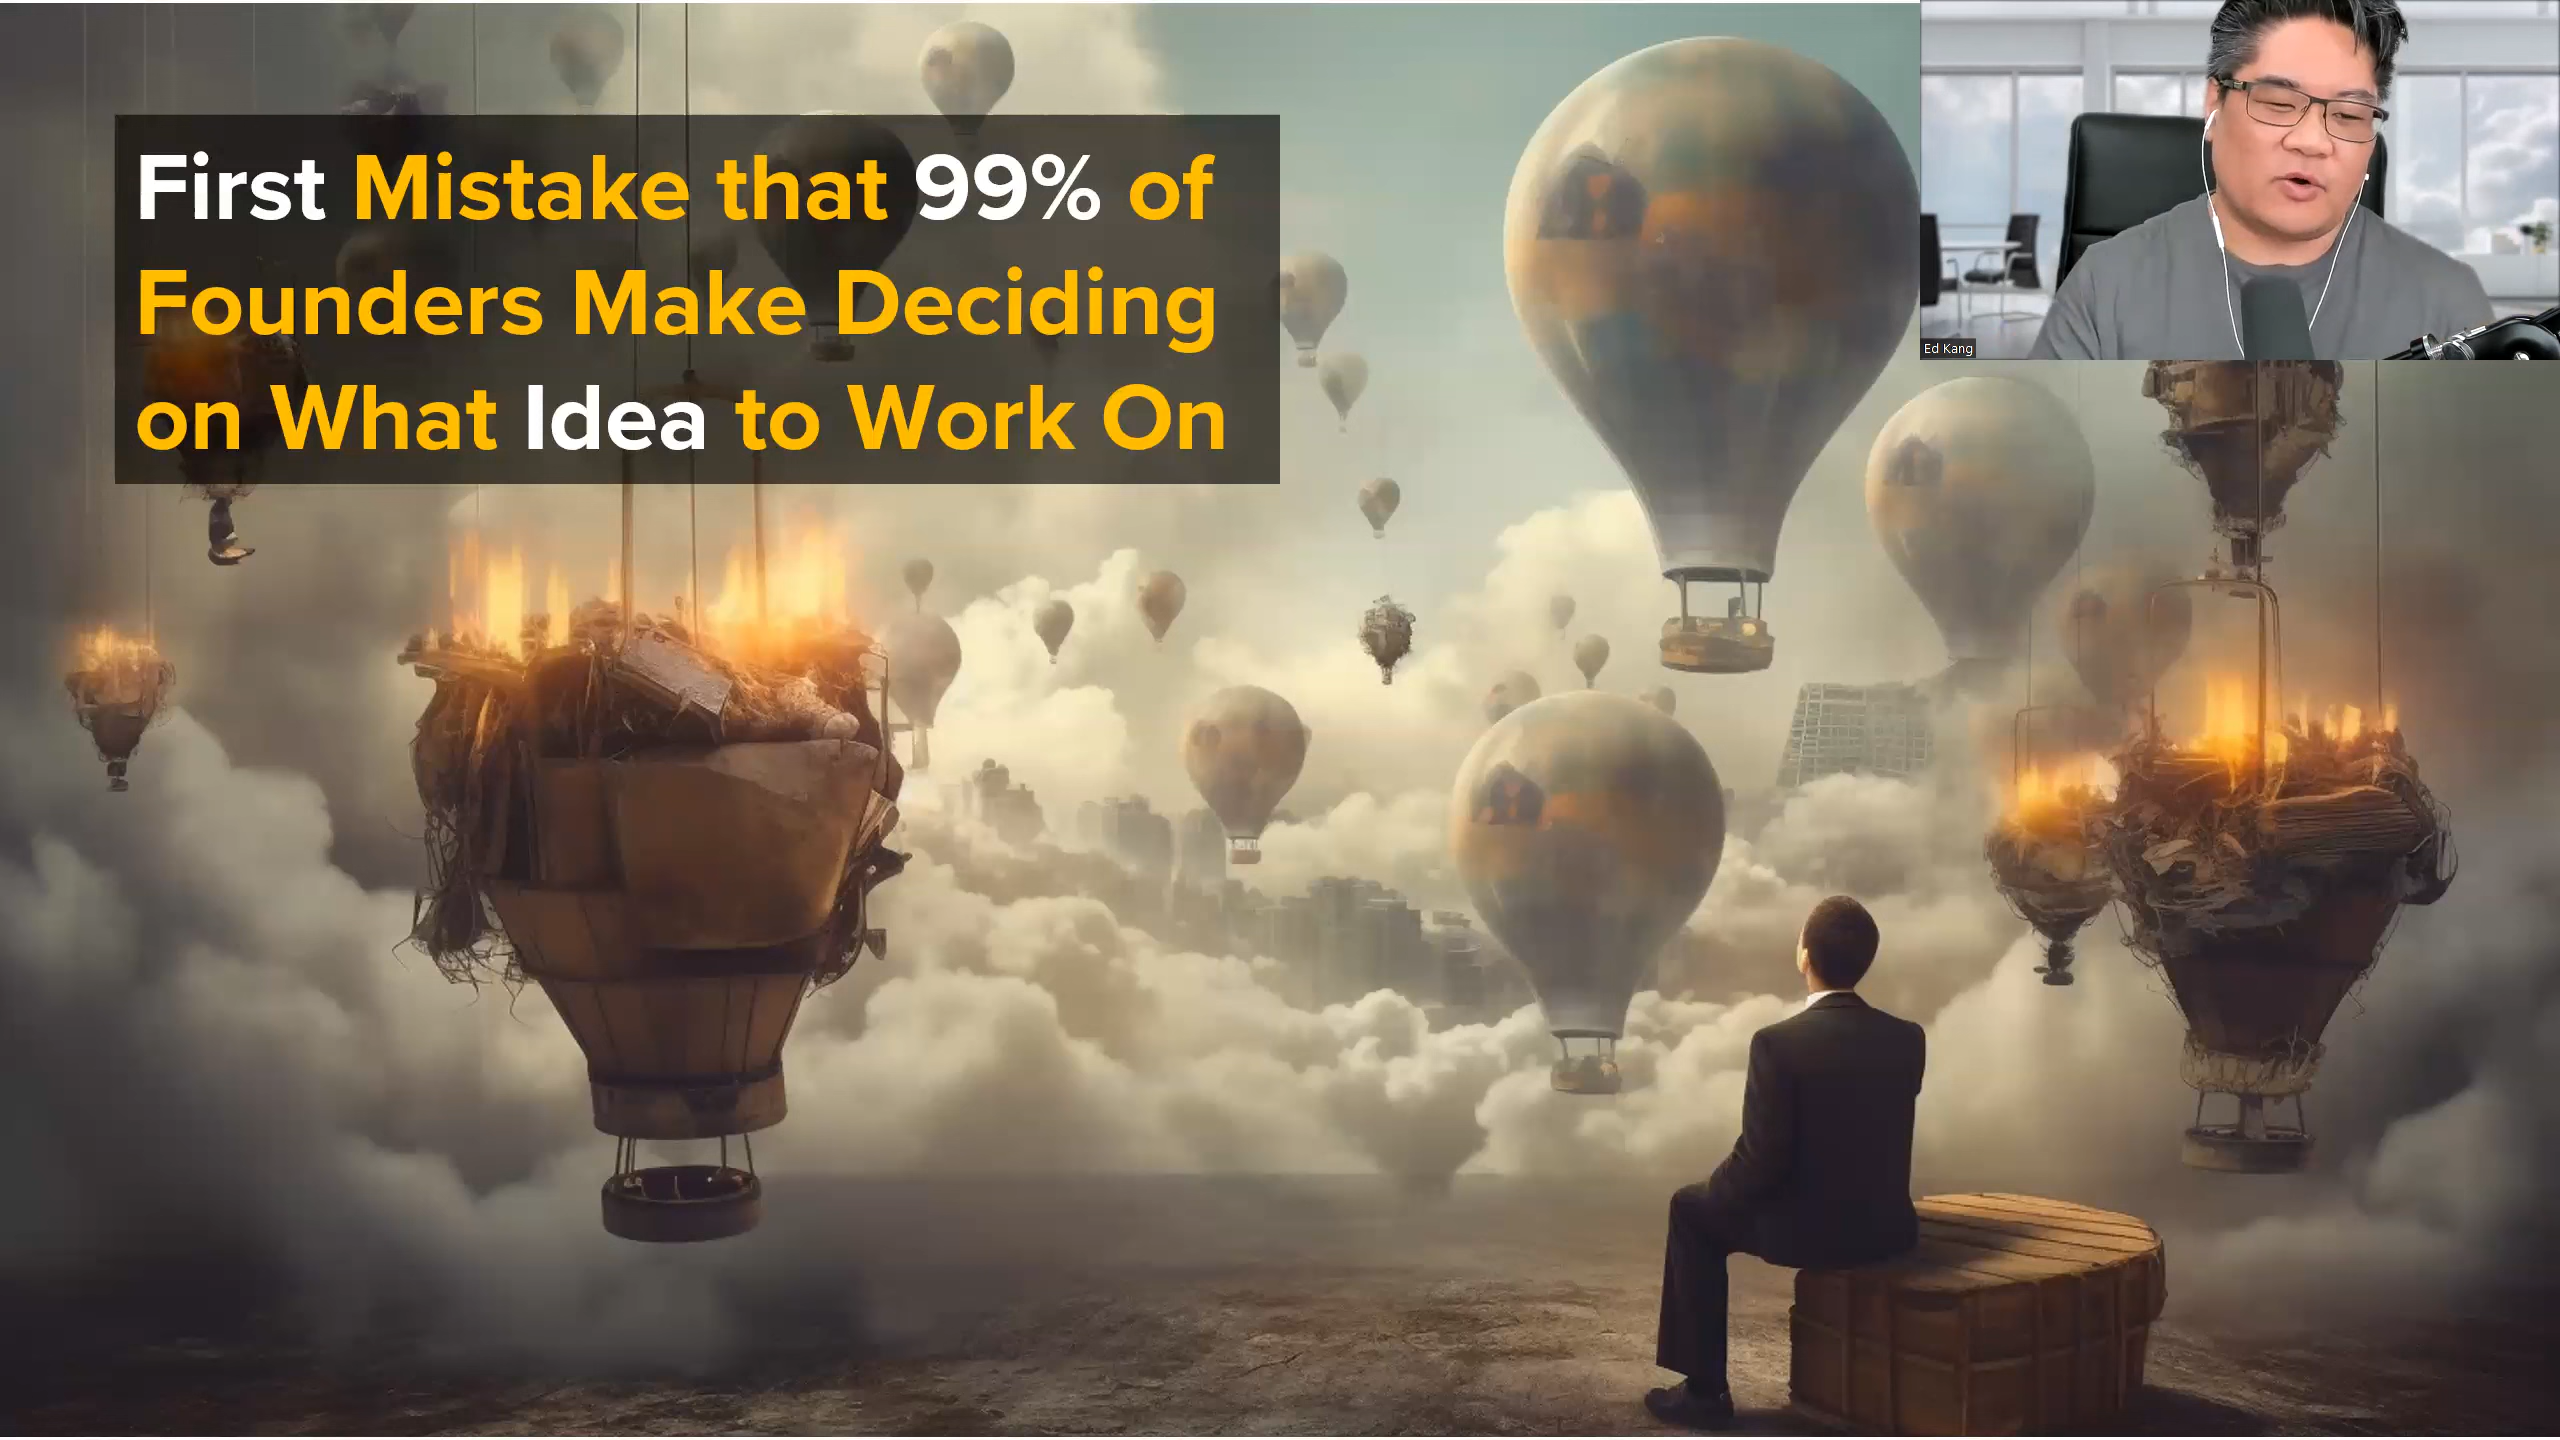 First Mistake that 99% of
Founders Make Deciding
on What Idea to Work On
Ed Kang